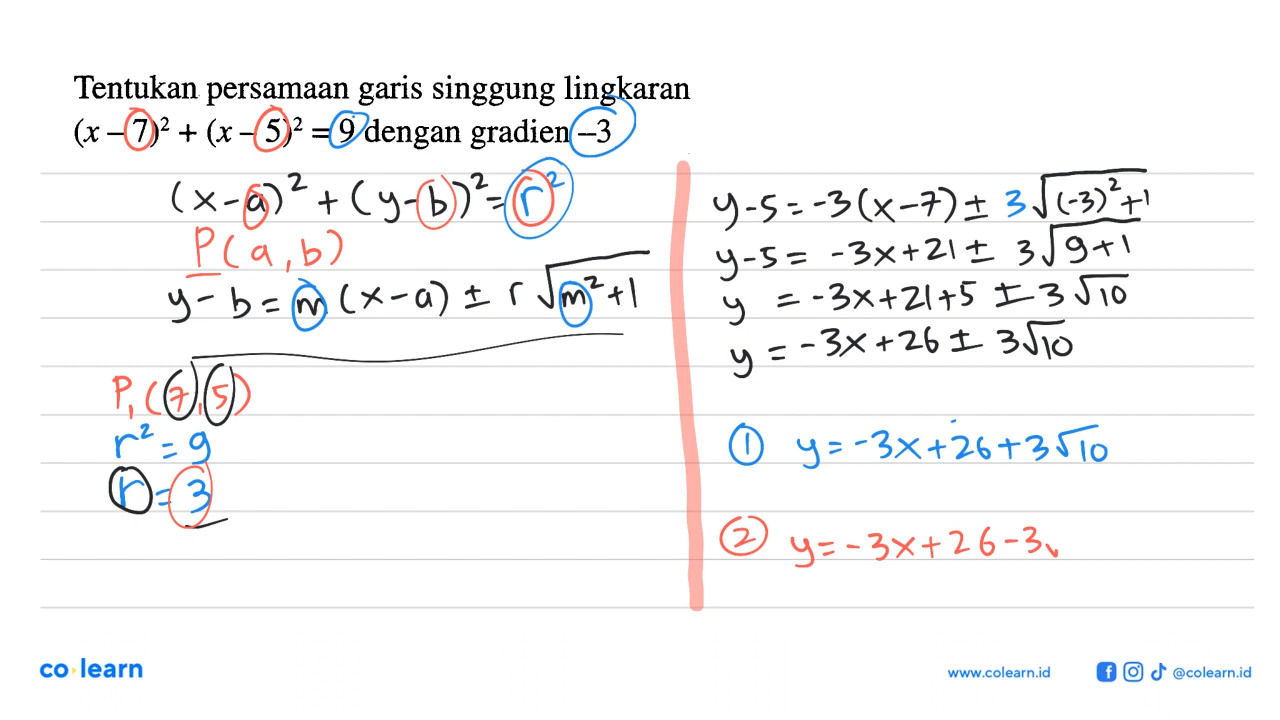 Tentukan persamaan garis singgung lingkaran
(x – 7)² + (x – 5)² = 9 dengan gradien –3
(x-a)² + (y-b)² = r²
P(a, b)
y - b = m (x-a) ± r √m²+1
P, (7, 5)
r² = 9
r = 3
y-5 = -3(x-7) ± 3 √(-3)²+1
y-5 = -3x+21 ± 3√9+1
y = -3x+21+5 ± 3√10
y = -3x+26 ± 3√10
1 y = -3x+26+3√10
2 y = -3x+26-3
co learn
www.colearn.id @colearn.id